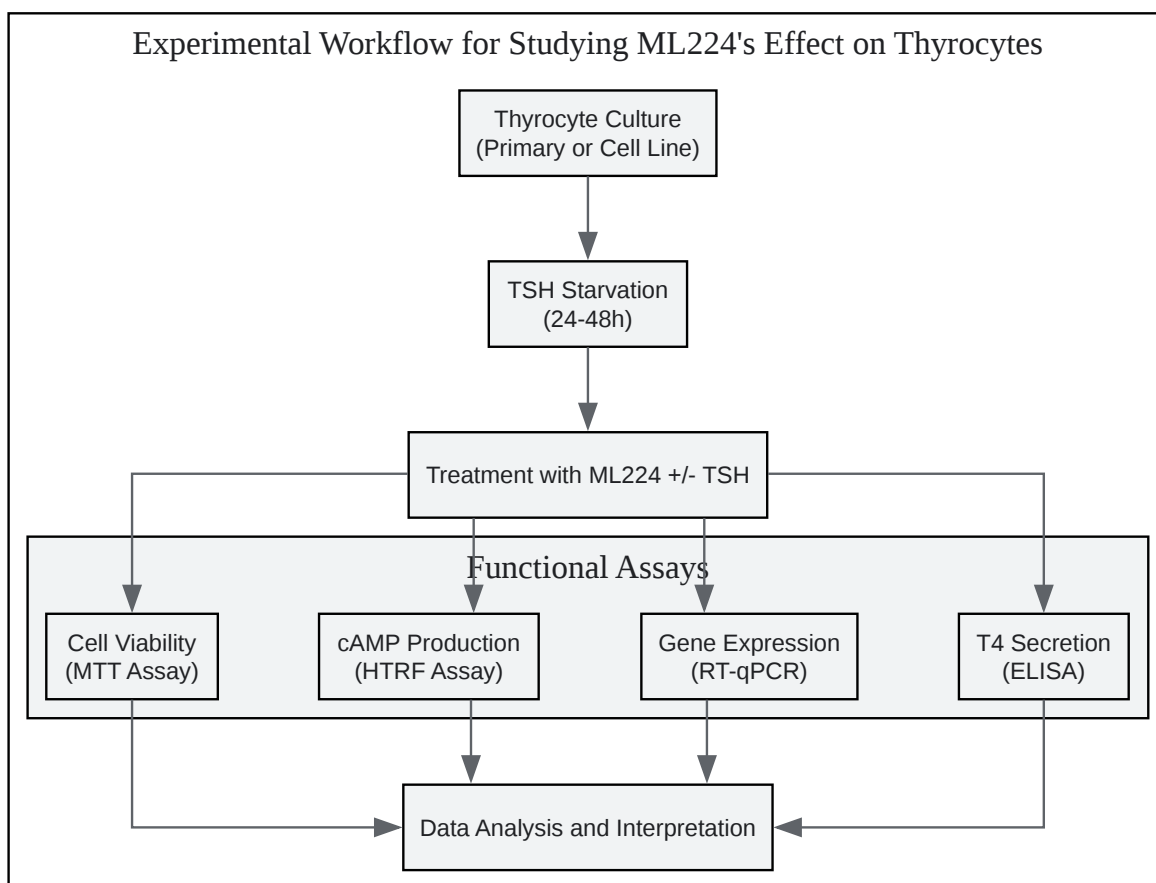 Experimental Workflow for Studying ML224's Effect on Thyrocytes
Thyrocyte Culture
(Primary or Cell Line)
TSH Starvation
(24-48h)
Treatment with ML224 +/- TSH
Functional Assays
Cell Viability
(MTT Assay)
cAMP Production
(HTRF Assay)
Gene Expression
(RT-qPCR)
T4 Secretion
(ELISA)
Data Analysis and Interpretation